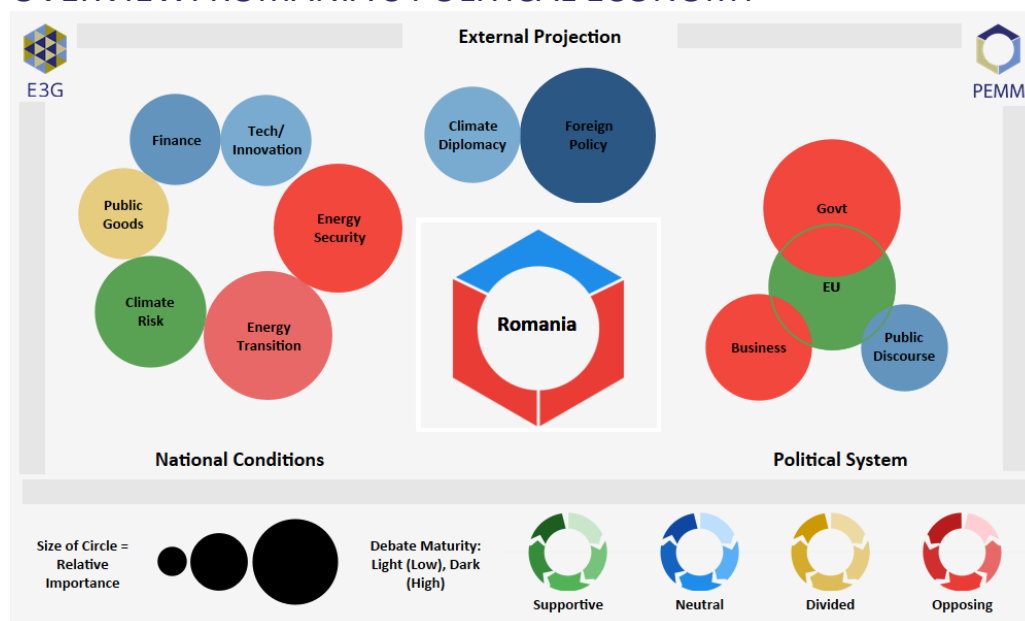 External Projection
E3G
PEMM
Finance
Tech/
Innovation
Climate
Diplomacy
Foreign
Policy
Public
Goods
Energy
Security
Govt
EU
Climate
Risk
Energy
Transition
Romania
Business
Public
Discourse
National Conditions
Political System
Size of Circle =
Relative
Importance
Debate Maturity:
Light (Low), Dark
(High)
Supportive
Neutral
Divided
Opposing